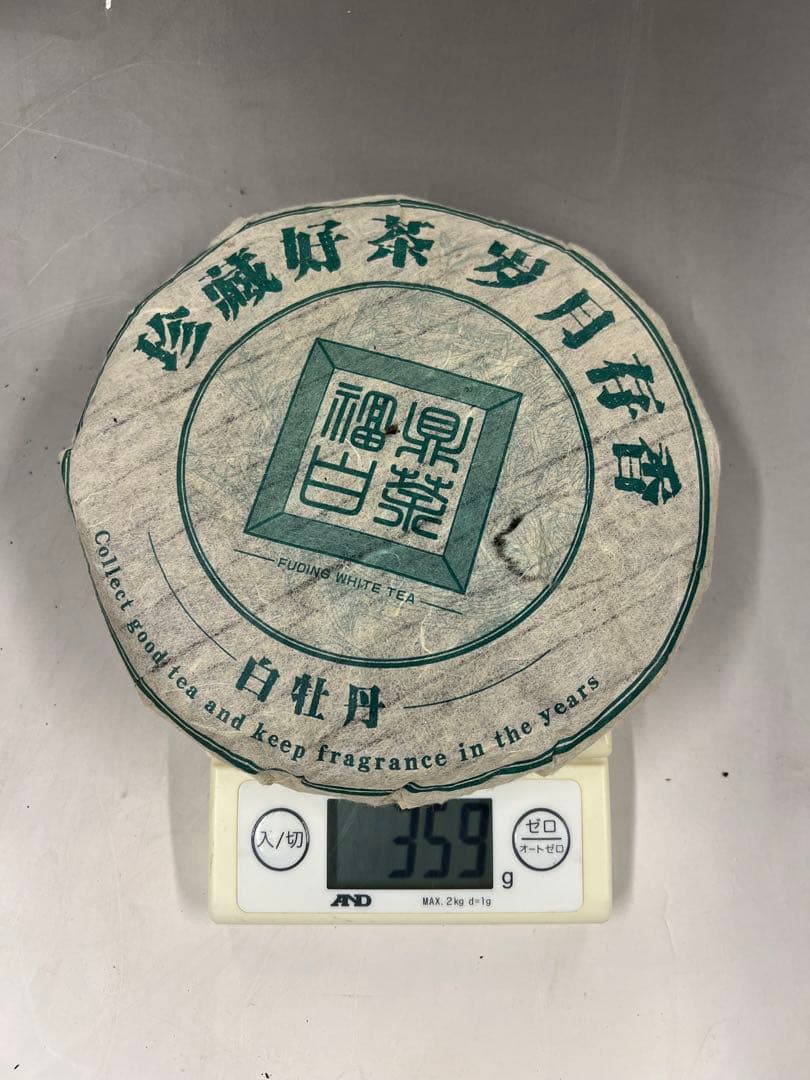 珍藏好茶 岁月存香
福鼎
白茶
FUDING WHITE TEA
白牡丹
Collect good tea and keep fragrance in the years
入/切
359
g
ゼロ
オートゼロ
AND
MAX. 2kg d=1g